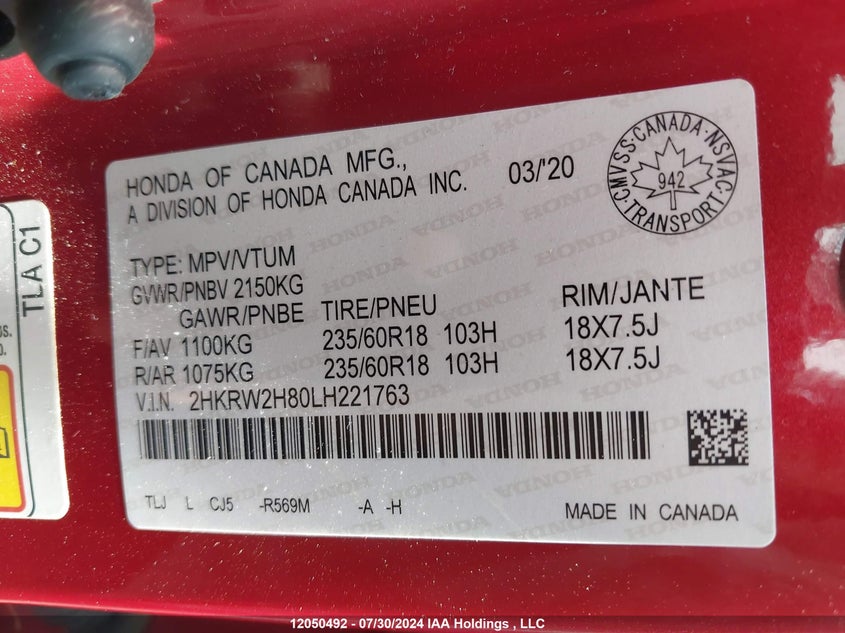 HONDA OF CANADA MFG.,
A DIVISION OF HONDA CANADA INC. 03/'20
CMVSS·CANADA·NSVAC·TRANSPORT·
942
TYPE: MPV/VTUM
GVWR/PNBV 2150KG
GAWR/PNBE TIRE/PNEU RIM/JANTE
F/AV 1100KG 235/60R18 103H 18X7.5J
R/AR 1075KG 235/60R18 103H 18X7.5J
V.I.N. 2HKRW2H80LH221763
TLJ L CJ5 -R569M -A -H
MADE IN CANADA
TLA C1
12050492 - 07/30/2024 IAA Holdings , LLC